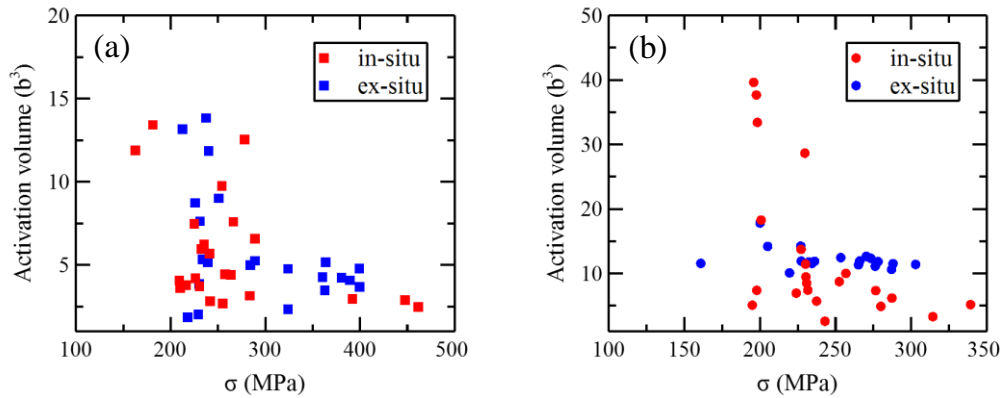 (a)
in-situ
ex-situ
Activation volume (b³)
20
15
10
5
100 200 300 400 500
σ (MPa)
(b)
in-situ
ex-situ
Activation volume (b³)
50
40
30
20
10
100 150 200 250 300 350
σ (MPa)